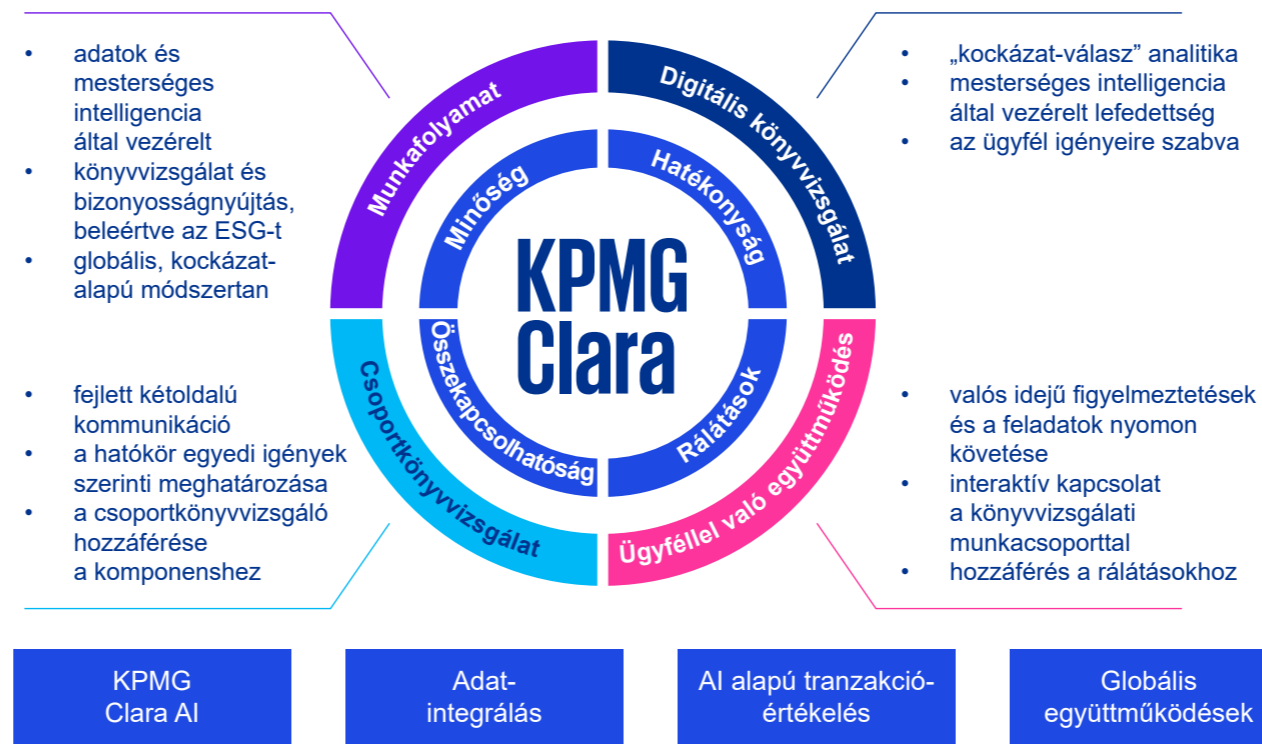 • adatok és
mesterséges
intelligencia
által vezérelt
• könyvvizsgálat és
bizonyosságnyújtás,
beleértve az ESG-t
• globális, kockázat-
alapú módszertan
Munkafolyamat
Digitális könyvvizsgálat
Minőség
Hatékonyság
• „kockázat-válasz” analitika
• mesterséges intelligencia
által vezérelt lefedettség
• az ügyfél igényeire szabva
KPMG
Clara
• fejlett kétoldalú
kommunikáció
• a hatókör egyedi igények
szerinti meghatározása
• a csoportkönyvvizsgáló
hozzáférése
a komponenshez
Csoportkönyvvizsgálat
Összekapcsolhatóság
Rálátások
Ügyféllel való együttműködés
• valós idejű figyelmeztetések
és a feladatok nyomon
követése
• interaktív kapcsolat
a könyvvizsgálati
munkacsoporttal
• hozzáférés a rálátásokhoz
KPMG
Clara AI
Adat-
integrálás
AI alapú tranzakció-
értékelés
Globális
együttműködések